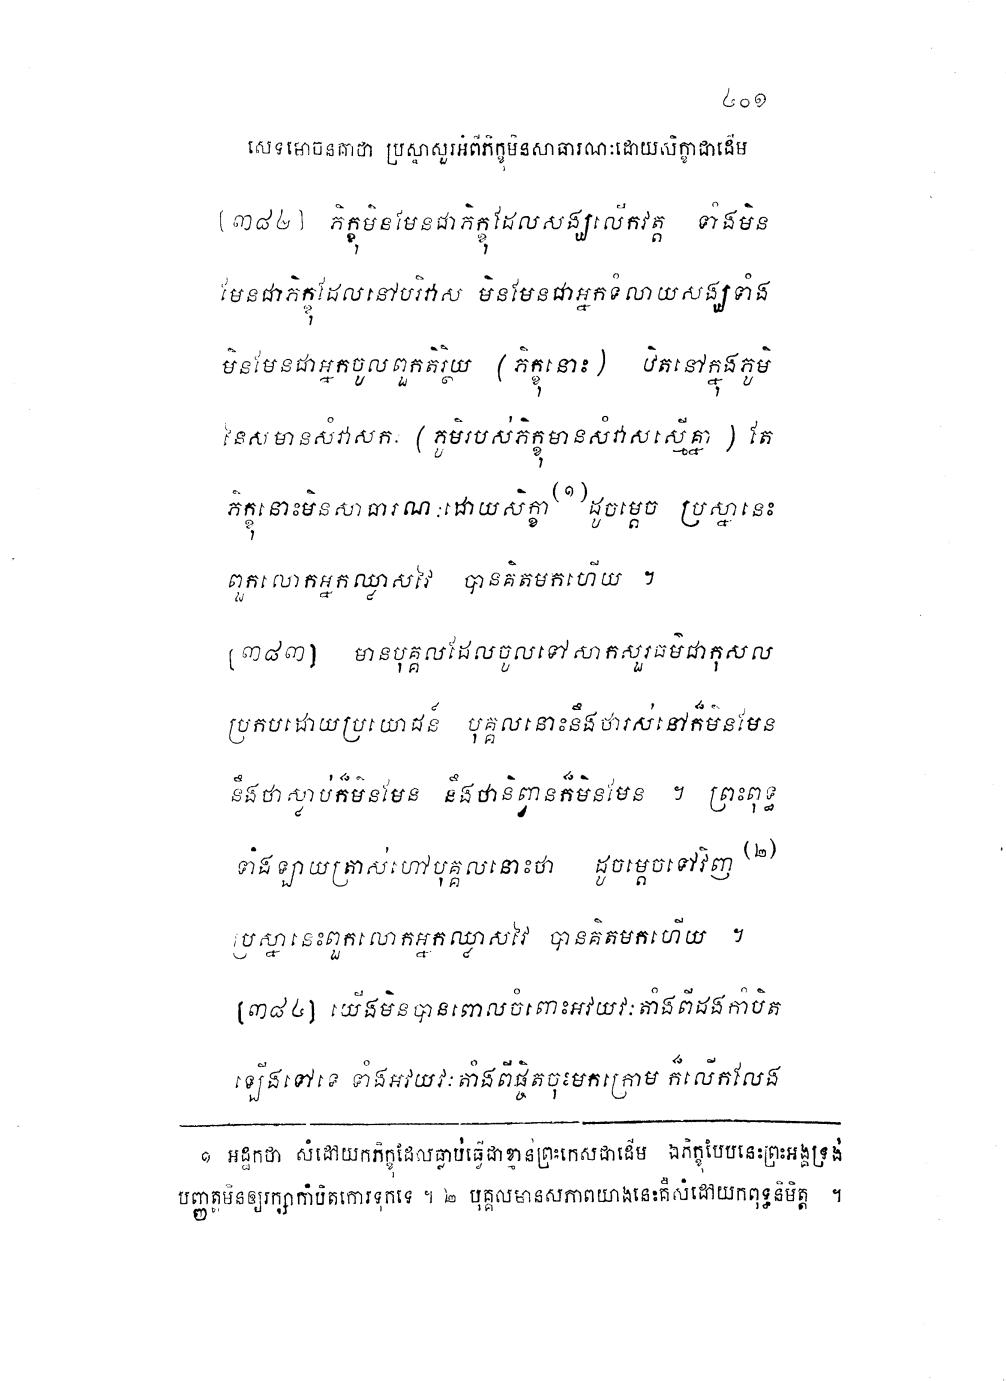 ៤០១
សេទមោចនគាថា ប្រស្នាសួរអំពីភិក្ខុមិនសាធារណៈដោយសិក្ខាជាដើម
(៣៨៤) ភិក្ខុមិនមែនជាភិក្ខុដែលសង្ឃលើកវត្ត ទាំងមិន
មែនជាភិក្ខុដែលនៅបរិវាស មិនមែនជាអ្នកទំលាយសង្ឃទាំង
មិនមែនជាអ្នកចូលពួកតិរ្ថិយ (ភិក្ខុនោះ) ឋិតនៅក្នុងភូមិ
នៃសមានសំវាសកៈ (ភូមិរបស់ភិក្ខុមានសំវាសស្មើគ្នា) តែ
ភិក្ខុនោះមិនសាធារណៈដោយសិក្ខា(១)ដូចម្តេច ប្រស្នានេះ
ពួកលោកអ្នកឈ្លាសវៃ បានគិតមកហើយ ។
(៣៨៣) មានបុគ្គលដែលចូលទៅសាកសួរធម៌ជាកុសល
ប្រកបដោយប្រយោជន៍ បុគ្គលនោះនឹងថារស់នៅក៏មិនមែន
នឹងថាស្លាប់ក៏មិនមែន នឹងថានិព្វានក៏មិនមែន ។ ព្រះពុទ្ធ
ទាំងឡាយត្រាស់ហៅបុគ្គលនោះថា ដូចម្តេចទៅវិញ(២)
ប្រស្នានេះពួកលោកអ្នកឈ្លាសវៃ បានគិតមកហើយ ។
(៣៨៤) យើងមិនបានពោលចំពោះអវយវៈតាំងពីដងកាំបិត
ឡើងទៅទេ ទាំងអវយវៈតាំងពីផ្ចិតចុះមកក្រោម ក៏លើកលែង
១ អដ្ឋកថា សំដៅយកភិក្ខុដែលធ្លាប់ធ្វើជាខ្មាន់ព្រះកេសជាដើម ឯភិក្ខុបែបនេះព្រះអង្គទ្រង់
បញ្ញត្តមិនឲ្យរក្សាកាំបិតកោរទុកទេ ។ ២ បុគ្គលមានសភាពយាងនេះគឺសំដៅយកពុទ្ធនិមិត្ត ។